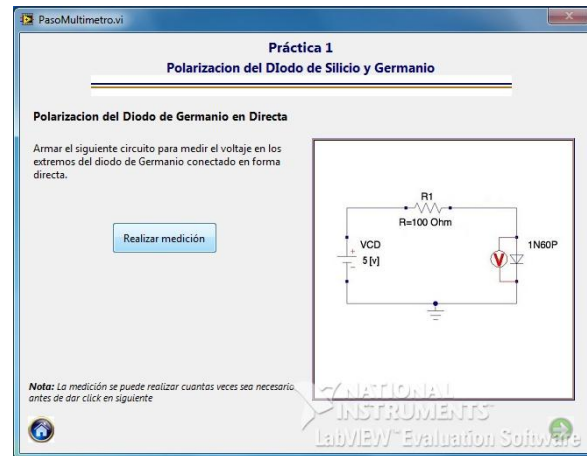 PasoMultimetro.vi
Práctica 1
Polarizacion del DIodo de Silicio y Germanio
Polarizacion del Diodo de Germanio en Directa
Armar el siguiente circuito para medir el voltaje en los
extremos del diodo de Germanio conectado en forma
directa.
Realizar medición
R1
R=100 Ohm
VCD
5 [v]
+
V
1N60P
Nota: La medición se puede realizar cuantas veces sea necesario
antes de dar click en siguiente
NATIONAL
INSTRUMENTS
LabVIEW Evaluation Software